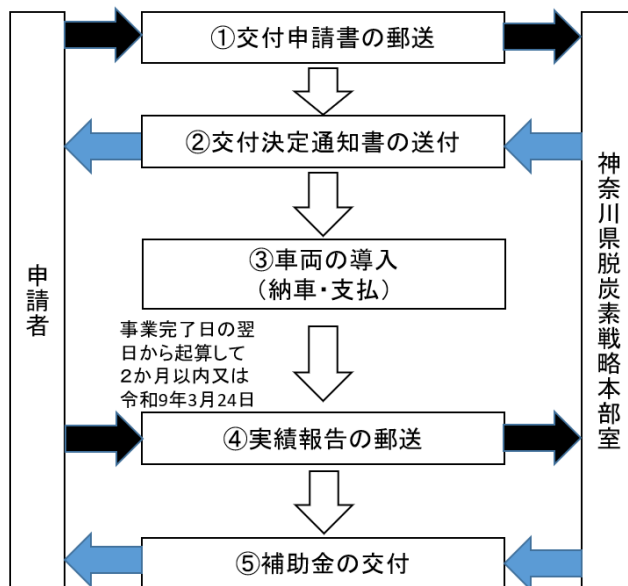 ①交付申請書の郵送
②交付決定通知書の送付
③車両の導入
（納車・支払）
申請者
神奈川県脱炭素戦略本部室
事業完了日の翌
日から起算して
２か月以内又は
令和9年3月24日
④実績報告の郵送
⑤補助金の交付